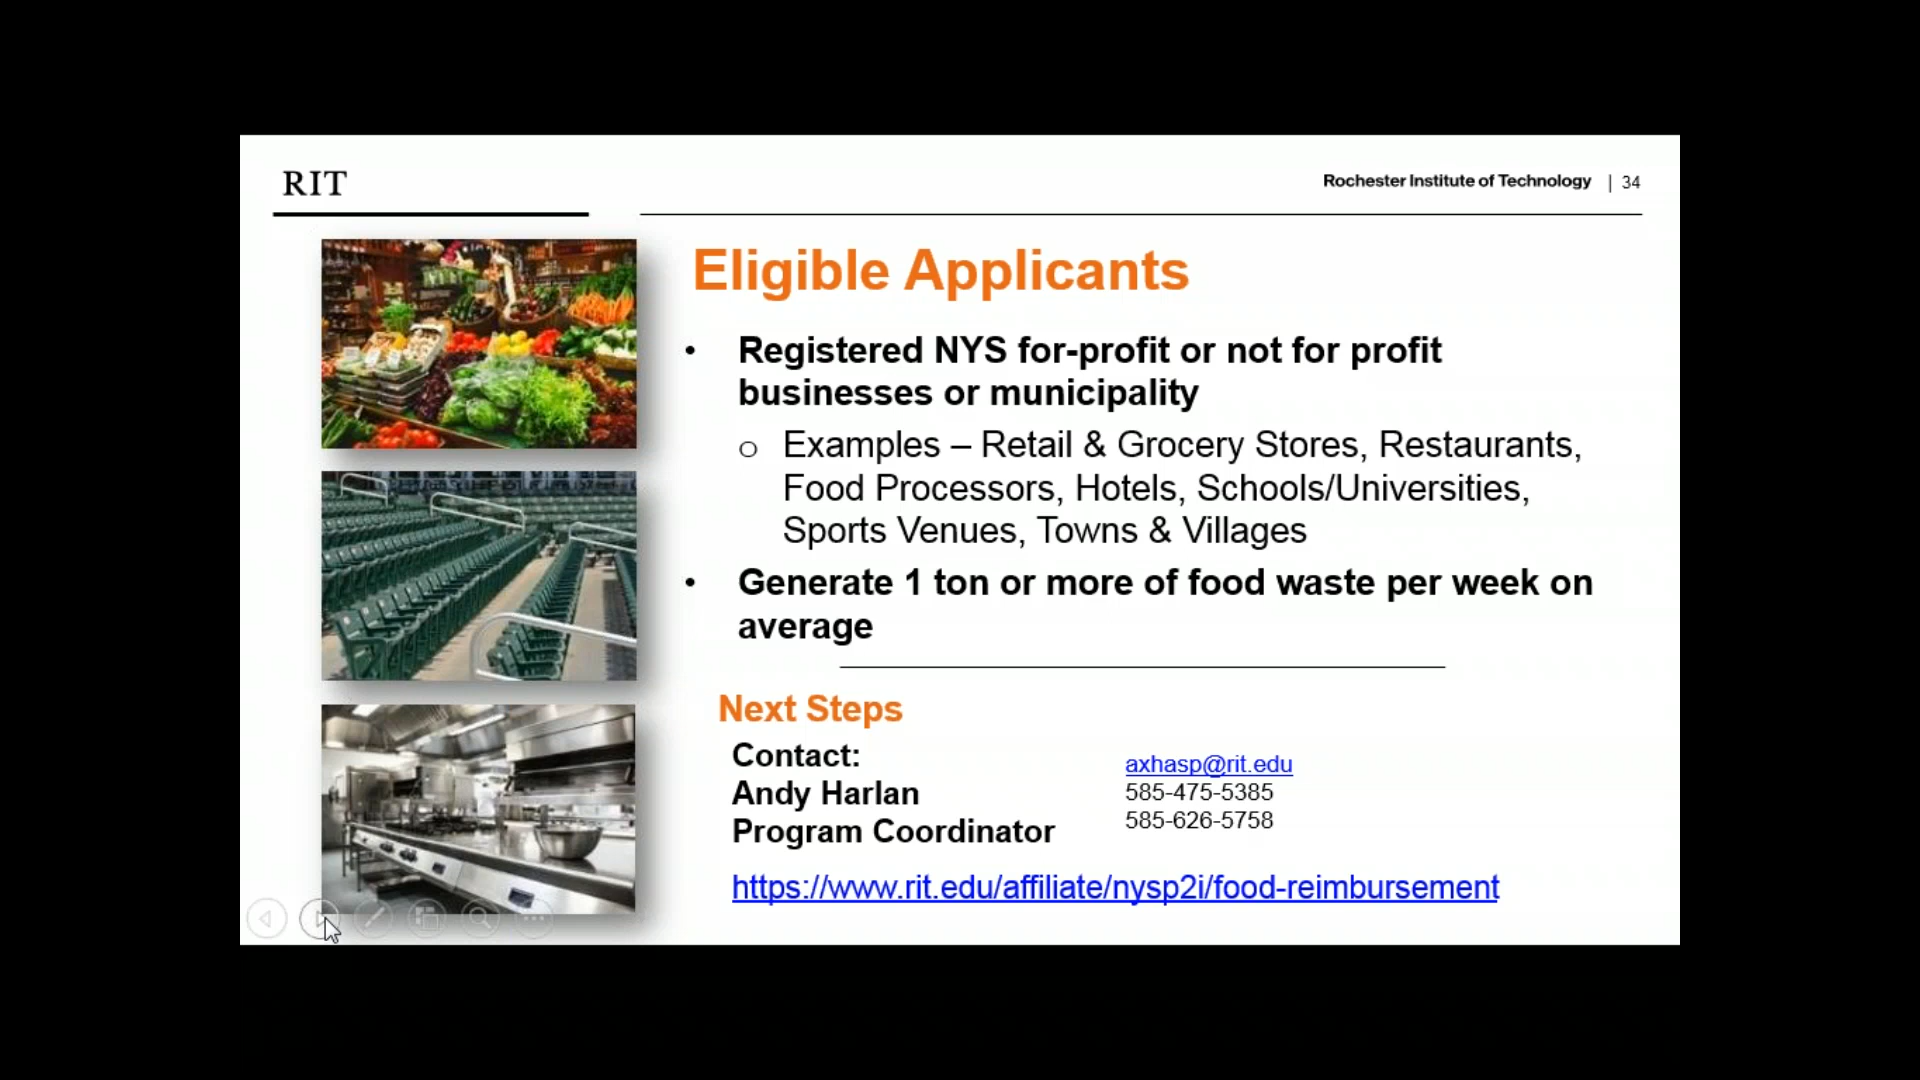 RIT
Rochester Institute of Technology | 34
Eligible Applicants
• Registered NYS for-profit or not for profit
businesses or municipality
o Examples – Retail & Grocery Stores, Restaurants,
Food Processors, Hotels, Schools/Universities,
Sports Venues, Towns & Villages
• Generate 1 ton or more of food waste per week on
average
Next Steps
Contact:
Andy Harlan
Program Coordinator
axhasp@rit.edu
585-475-5385
585-626-5758
https://www.rit.edu/affiliate/nysp2i/food-reimbursement